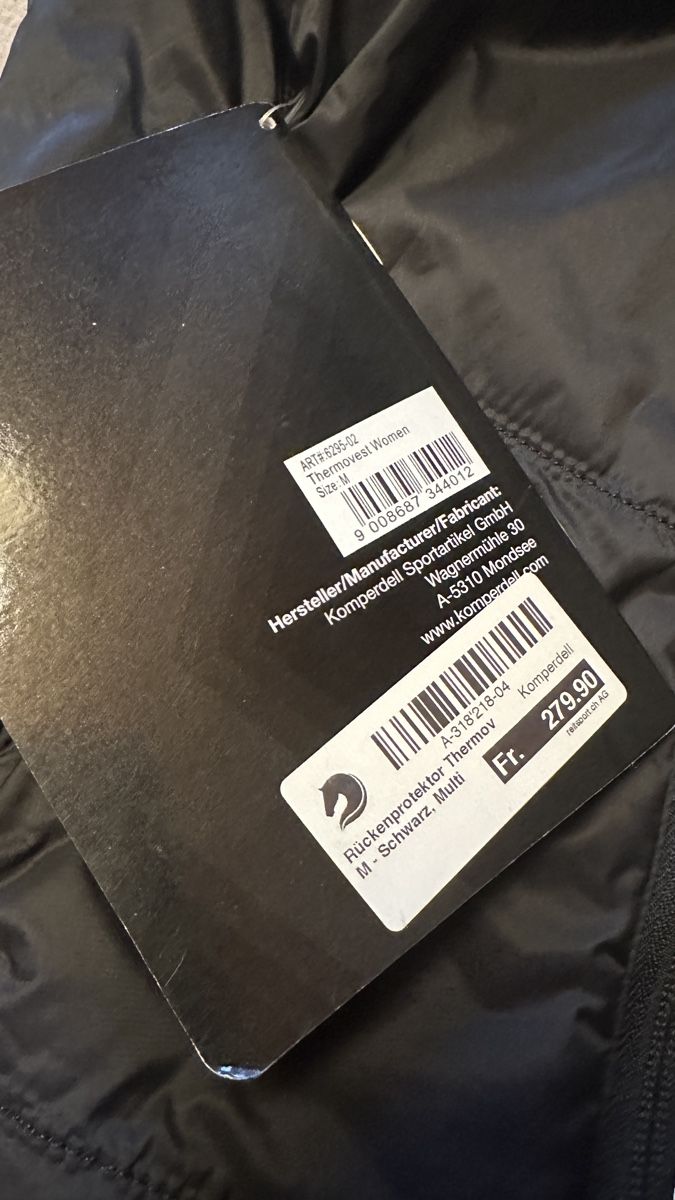 ART#:6295-02
Thermovest Women
Size: M
9 008687 344012
Hersteller/Manufacturer/Fabricant:
Komperdell Sportartikel GmbH
Wagnermühle 30
A-5310 Mondsee
www.komperdell.com
A-318'218-04
Komperdell
Rückenprotektor Thermov
M - Schwarz, Multi
Fr. 279.90
reitsport.ch AG